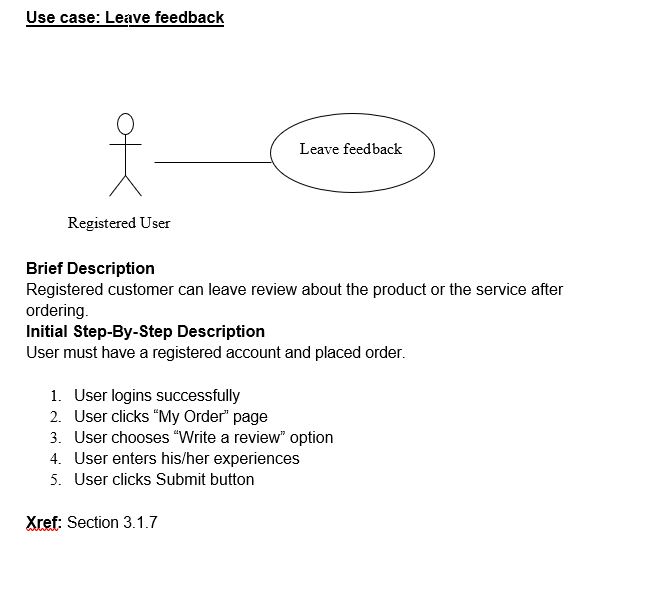 Use case: Leave feedback
Leave feedback
Registered User
Brief Description
Registered customer can leave review about the product or the service after
ordering.
Initial Step-By-Step Description
User must have a registered account and placed order.
1. User logins successfully
2. User clicks “My Order” page
3. User chooses “Write a review” option
4. User enters his/her experiences
5. User clicks Submit button
Xref: Section 3.1.7